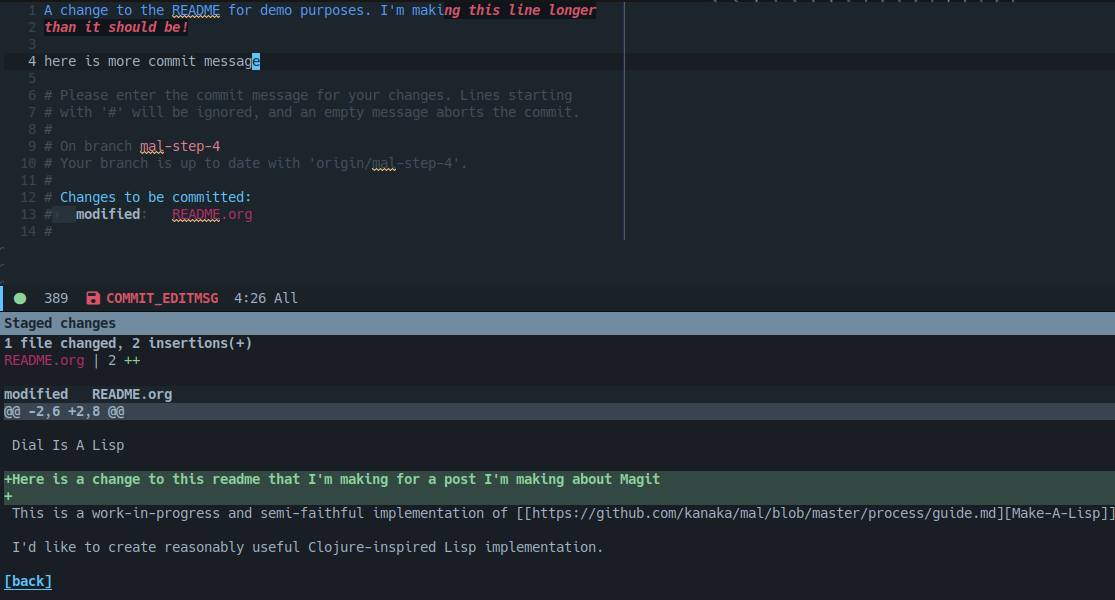 1 A change to the README for demo purposes. I'm making this line longer
2 than it should be!
3
4 here is more commit message
5
6 # Please enter the commit message for your changes. Lines starting
7 # with '#' will be ignored, and an empty message aborts the commit.
8 #
9 # On branch mal-step-4
10 # Your branch is up to date with 'origin/mal-step-4'.
11 #
12 # Changes to be committed:
13 # modified: README.org
14 #
389 COMMIT_EDITMSG 4:26 All
Staged changes
1 file changed, 2 insertions(+)
README.org | 2 ++
modified README.org
@@ -2,6 +2,8 @@
Dial Is A Lisp
+Here is a change to this readme that I'm making for a post I'm making about Magit
+
This is a work-in-progress and semi-faithful implementation of [[https://github.com/kanaka/mal/blob/master/process/guide.md][Make-A-Lisp]]
I'd like to create reasonably useful Clojure-inspired Lisp implementation.
[back]